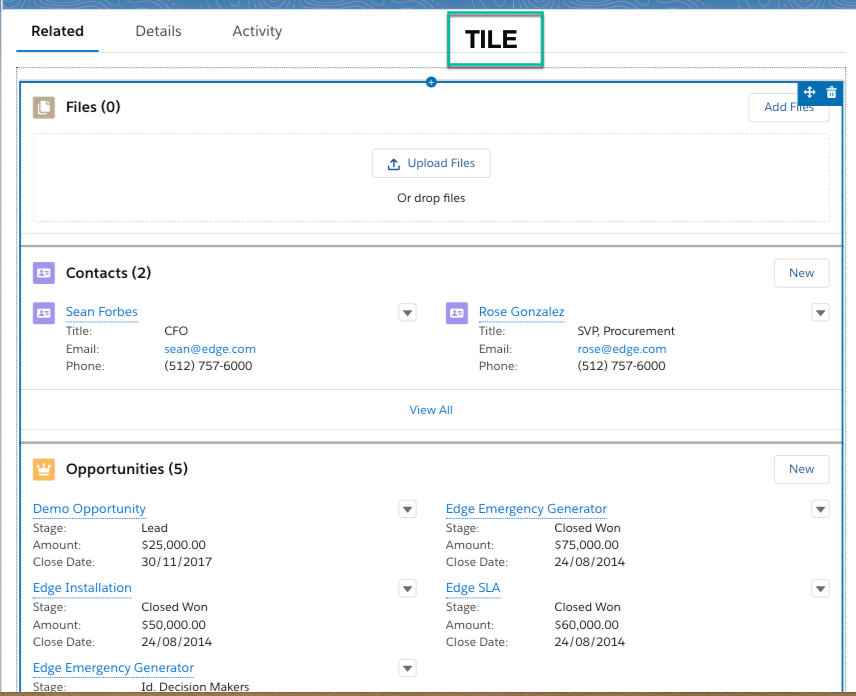 Related Details Activity
TILE
Files (0) Add Files
Upload Files
Or drop files
Contacts (2) New
Sean Forbes Rose Gonzalez
Title: CFO Title: SVP, Procurement
Email: sean@edge.com Email: rose@edge.com
Phone: (512) 757-6000 Phone: (512) 757-6000
View All
Opportunities (5) New
Demo Opportunity Edge Emergency Generator
Stage: Lead Stage: Closed Won
Amount: $25,000.00 Amount: $75,000.00
Close Date: 30/11/2017 Close Date: 24/08/2014
Edge Installation Edge SLA
Stage: Closed Won Stage: Closed Won
Amount: $50,000.00 Amount: $60,000.00
Close Date: 24/08/2014 Close Date: 24/08/2014
Edge Emergency Generator
Stage: Id. Decision Makers